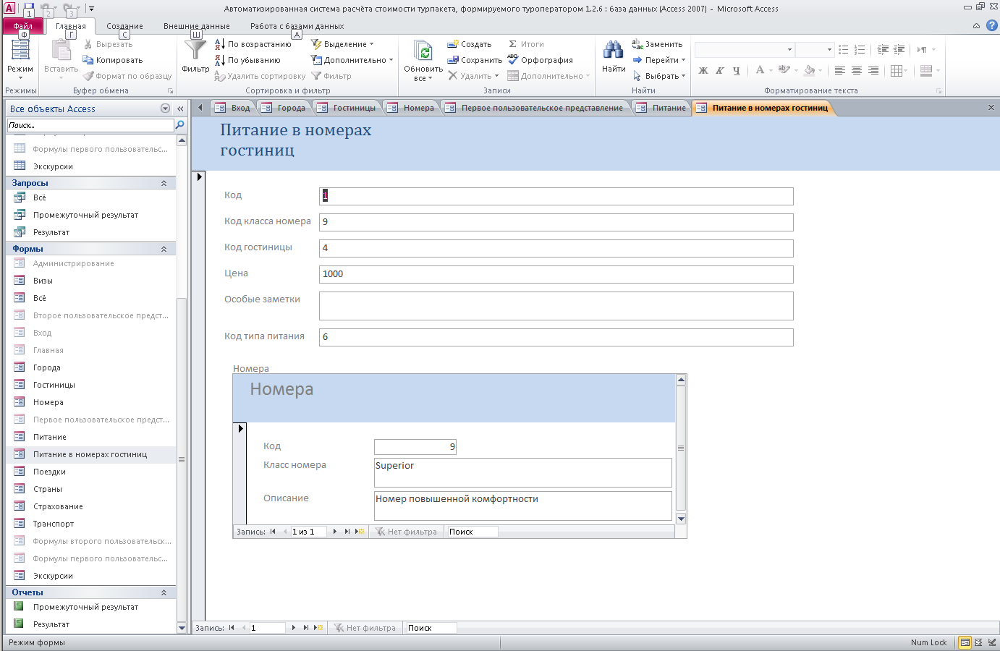 Автоматизированная система расчёта стоимости турпакета, формируемого туроператором 1.2.6 : база данных (Access 2007) - Microsoft Access
1
2
3
Файл
Главная
Создание
Внешние данные
Работа с базами данных
Ф
Г
С
Ш
А
Режим
Режимы
Вставить
Вырезать
Копировать
Формат по образцу
Буфер обмена
Фильтр
По возрастанию
По убыванию
Удалить сортировку
Выделение
Дополнительно
Фильтр
Сортировка и фильтр
Обновить
все
Создать
Сохранить
Удалить
Итоги
Орфография
Дополнительно
Записи
Найти
Заменить
Перейти
Выбрать
Найти
Ж К Ч
Форматирование текста
Все объекты Access
Поиск...
Формулы первого пользовательс...
Экскурсии
Запросы
Всё
Промежуточный результат
Результат
Формы
Администрирование
Визы
Всё
Второе пользовательское предст...
Вход
Главная
Города
Гостиницы
Номера
Первое пользовательское предст...
Питание
Питание в номерах гостиниц
Поездки
Страны
Страхование
Транспорт
Формулы второго пользовательск...
Формулы первого пользовательс...
Экскурсии
Отчеты
Промежуточный результат
Результат
Вход
Города
Гостиницы
Номера
Первое пользовательское представление
Питание
Питание в номерах гостиниц
Питание в номерах
гостиниц
Код 1
Код класса номера 9
Код гостиницы 4
Цена 1000
Особые заметки
Код типа питания 6
Номера
Номера
Код 9
Класс номера Superior
Описание Номер повышенной комфортности
Запись: 1 из 1 Нет фильтра Поиск
Запись: 1 Нет фильтра Поиск
Режим формы
Num Lock